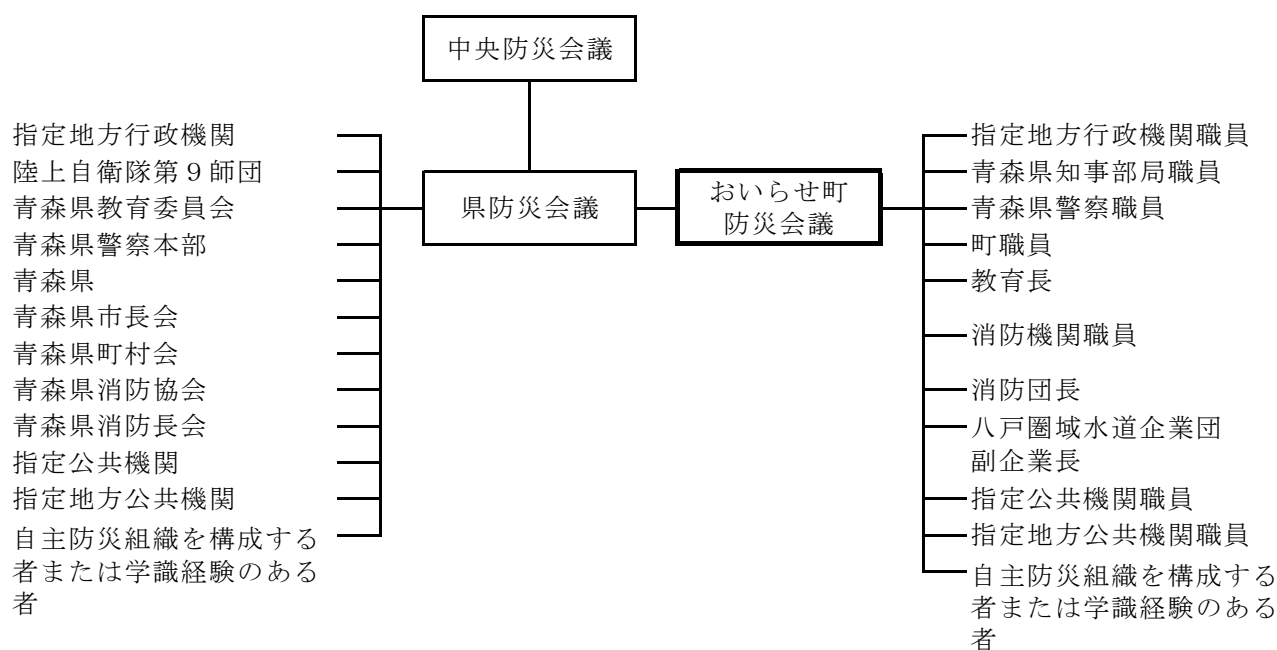 中央防災会議
指定地方行政機関
陸上自衛隊第９師団
青森県教育委員会
青森県警察本部
青森県
青森県市長会
青森県町村会
青森県消防協会
青森県消防長会
指定公共機関
指定地方公共機関
自主防災組織を構成する
者または学識経験のある
者
県防災会議
おいらせ町
防災会議
指定地方行政機関職員
青森県知事部局職員
青森県警察職員
町職員
教育長
消防機関職員
消防団長
八戸圏域水道企業団
副企業長
指定公共機関職員
指定地方公共機関職員
自主防災組織を構成する
者または学識経験のある
者